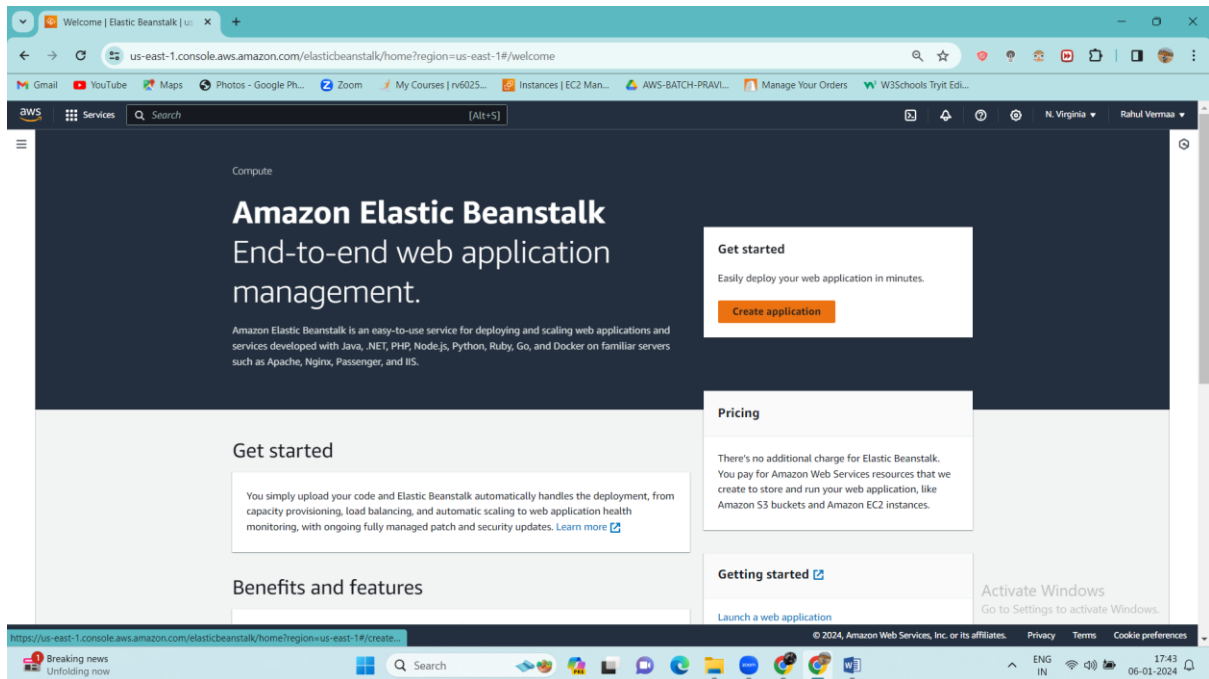 Welcome | Elastic Beanstalk | us
us-east-1.console.aws.amazon.com/elasticbeanstalk/home?region=us-east-1#/welcome
Gmail
YouTube
Maps
Photos - Google Ph...
Zoom
My Courses | nv6025...
Instances | EC2 Man...
AWS-BATCH-PRAVI...
Manage Your Orders
W3Schools Tryit Edi...
aws
Services
Search
[Alt+S]
N. Virginia
Rahul Vermaa
Compute
Amazon Elastic Beanstalk
End-to-end web application
management.
Amazon Elastic Beanstalk is an easy-to-use service for deploying and scaling web applications and
services developed with Java, .NET, PHP, Node.js, Python, Ruby, Go, and Docker on familiar servers
such as Apache, Nginx, Passenger, and IIS.
Get started
Easily deploy your web application in minutes.
Create application
Pricing
There's no additional charge for Elastic Beanstalk.
You pay for Amazon Web Services resources that we
create to store and run your web application, like
Amazon S3 buckets and Amazon EC2 instances.
Get started
You simply upload your code and Elastic Beanstalk automatically handles the deployment, from
capacity provisioning, load balancing, and automatic scaling to web application health
monitoring, with ongoing fully managed patch and security updates. Learn more
Benefits and features
Getting started
Launch a web application
Activate Windows
Go to Settings to activate Windows.
https://us-east-1.console.aws.amazon.com/elasticbeanstalk/home?region=us-east-1#/create...
© 2024, Amazon Web Services, Inc. or its affiliates.
Privacy
Terms
Cookie preferences
1
Breaking news
Unfolding now
Search
ENG
IN
17:43
06-01-2024